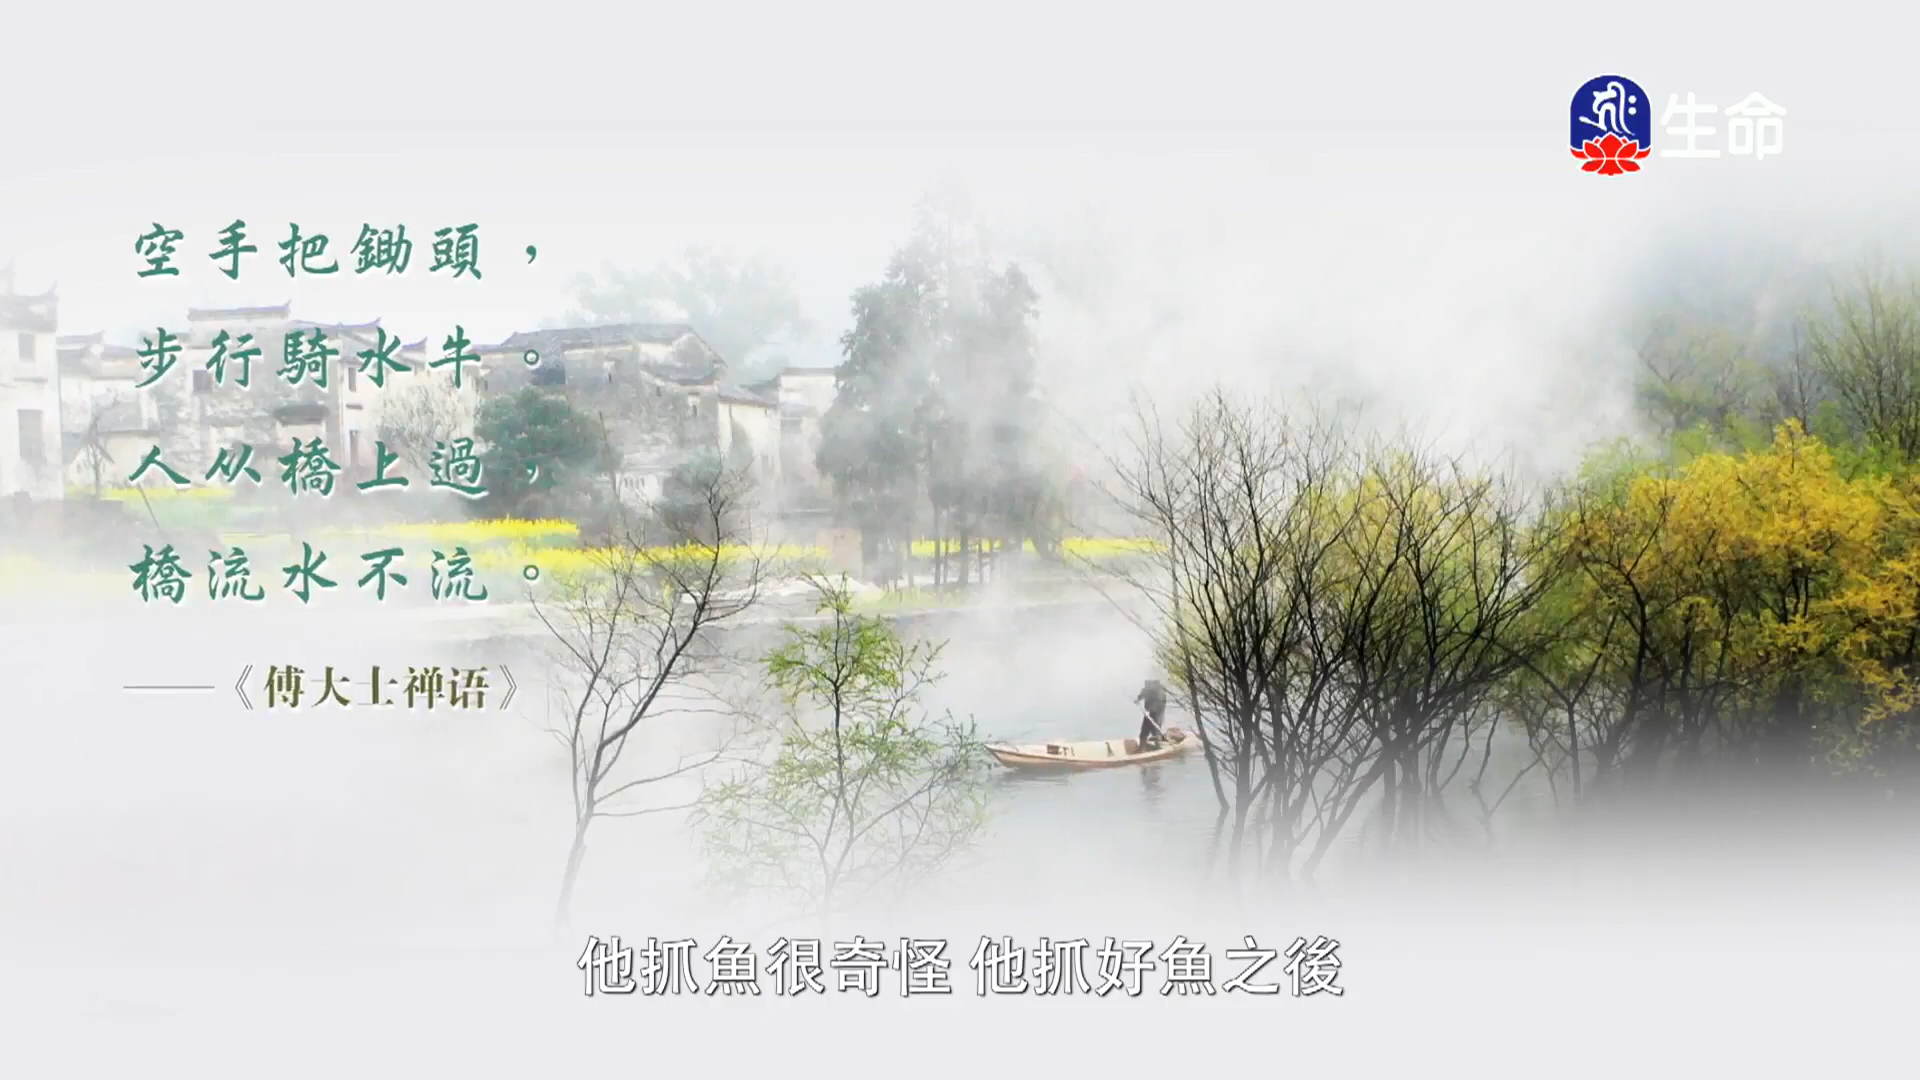 生命
空手把鋤頭，
步行騎水牛。
人从橋上過，
橋流水不流。
——《傅大士禅语》
他抓魚很奇怪 他抓好魚之後